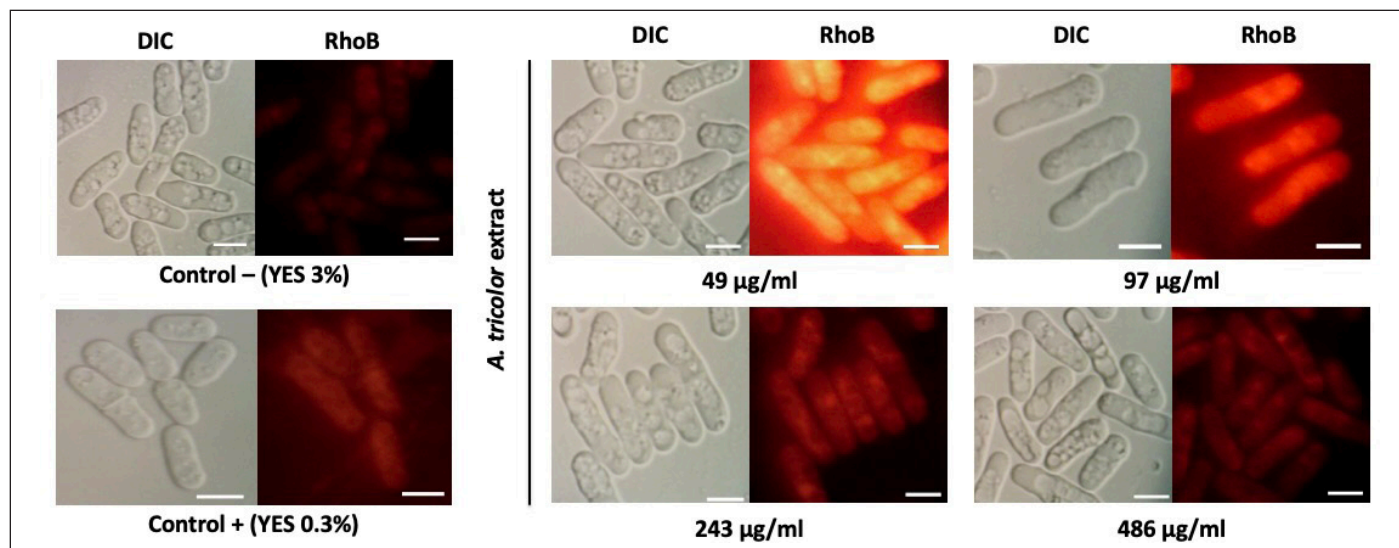 DIC RhoB
Control – (YES 3%)
DIC RhoB
Control + (YES 0.3%)
A. tricolor extract
DIC RhoB
49 µg/ml
DIC RhoB
97 µg/ml
243 µg/ml
486 µg/ml